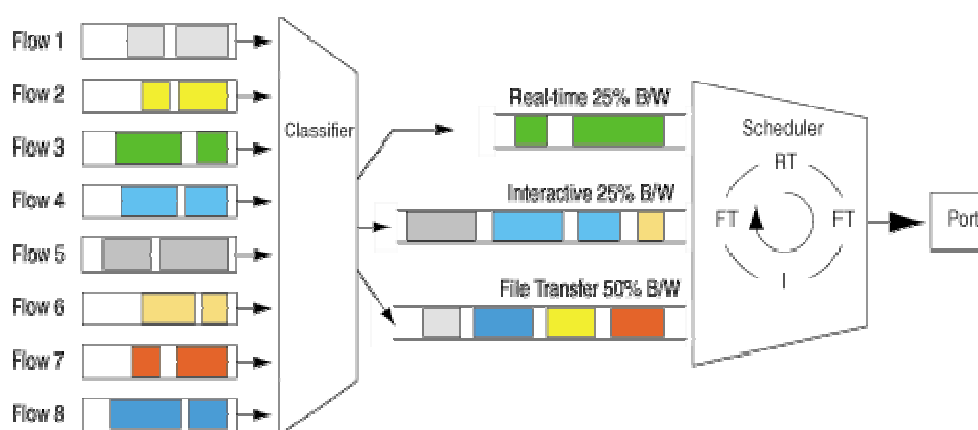 Flow 1
Flow 2
Flow 3
Flow 4
Flow 5
Flow 6
Flow 7
Flow 8
Classifier
Real-time 25% B/W
Interactive 25% B/W
File Transfer 50% B/W
Scheduler
RT
FT FT
I
Port